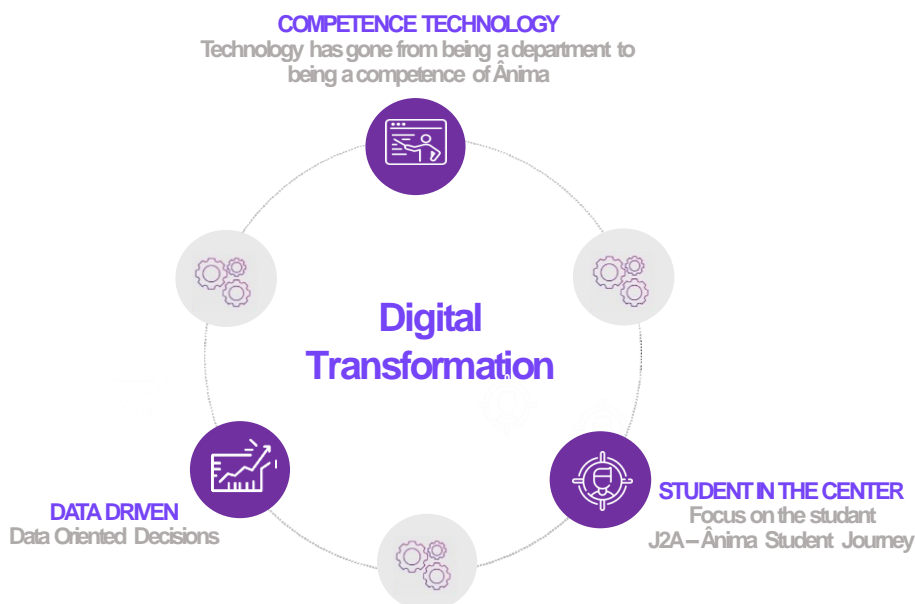 COMPETENCE TECHNOLOGY
Technology has gone from being a department to
being a competence of Ânima
Digital
Transformation
DATA DRIVEN
Data Oriented Decisions
STUDENT IN THE CENTER
Focus on the studant
J2A – Ânima Student Journey